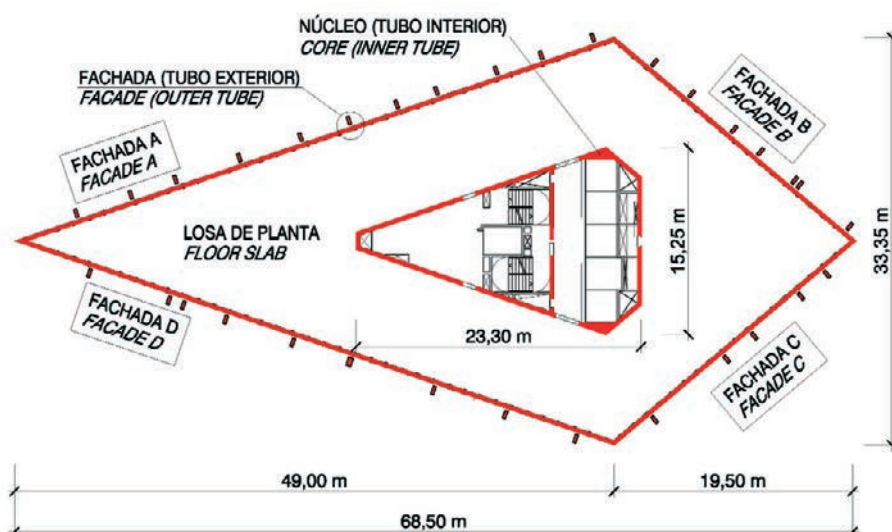 NÚCLEO (TUBO INTERIOR)
CORE (INNER TUBE)
FACHADA (TUBO EXTERIOR)
FACADE (OUTER TUBE)
FACHADA A
FACADE A
FACHADA B
FACADE B
LOSA DE PLANTA
FLOOR SLAB
15,25 m
33,35 m
FACHADA D
FACADE D
23,30 m
FACHADA C
FACADE C
49,00 m
19,50 m
68,50 m